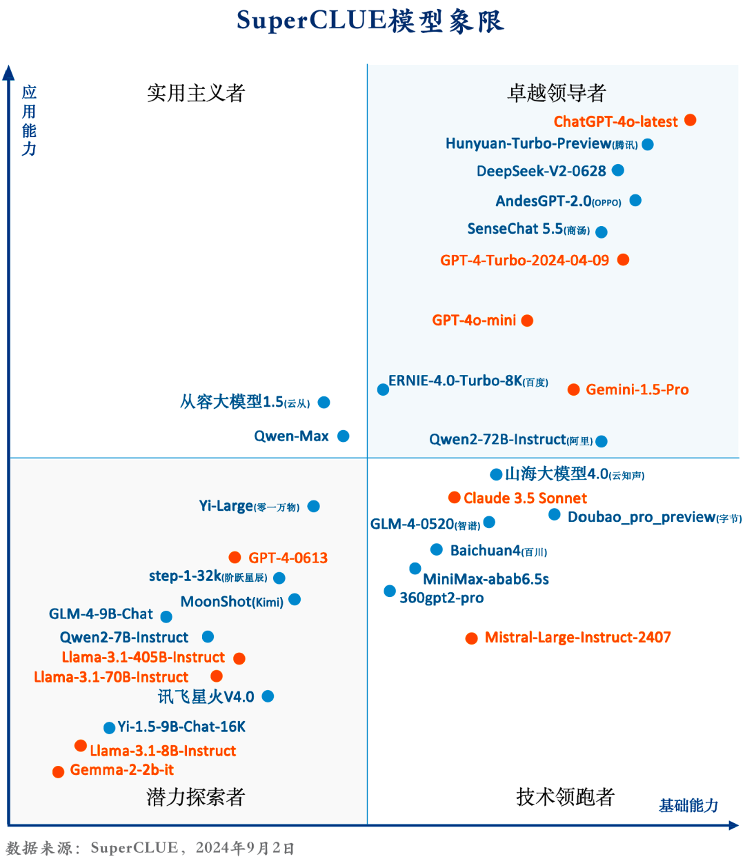 SuperCLUE模型象限
应用能力
实用主义者
卓越领导者
ChatGPT-4o-latest
Hunyuan-Turbo-Preview(腾讯)
DeepSeek-V2-0628
AndesGPT-2.0(OPPO)
SenseChat 5.5(商汤)
GPT-4-Turbo-2024-04-09
GPT-4o-mini
ERNIE-4.0-Turbo-8K(百度)
Gemini-1.5-Pro
从容大模型1.5(云从)
Qwen-Max
Qwen2-72B-Instruct(阿里)
山海大模型4.0(云知声)
Claude 3.5 Sonnet
Yi-Large(零一万物)
Doubao_pro_preview(字节)
GLM-4-0520(智谱)
Baichuan4(百川)
GPT-4-0613
step-1-32k(阶跃星辰)
MiniMax-abab6.5s
360gpt2-pro
MoonShot(Kimi)
GLM-4-9B-Chat
Qwen2-7B-Instruct
Mistral-Large-Instruct-2407
Llama-3.1-405B-Instruct
Llama-3.1-70B-Instruct
讯飞星火V4.0
Yi-1.5-9B-Chat-16K
Llama-3.1-8B-Instruct
Gemma-2-2b-it
潜力探索者
技术领跑者
基础能力
数据来源：SuperCLUE，2024年9月2日